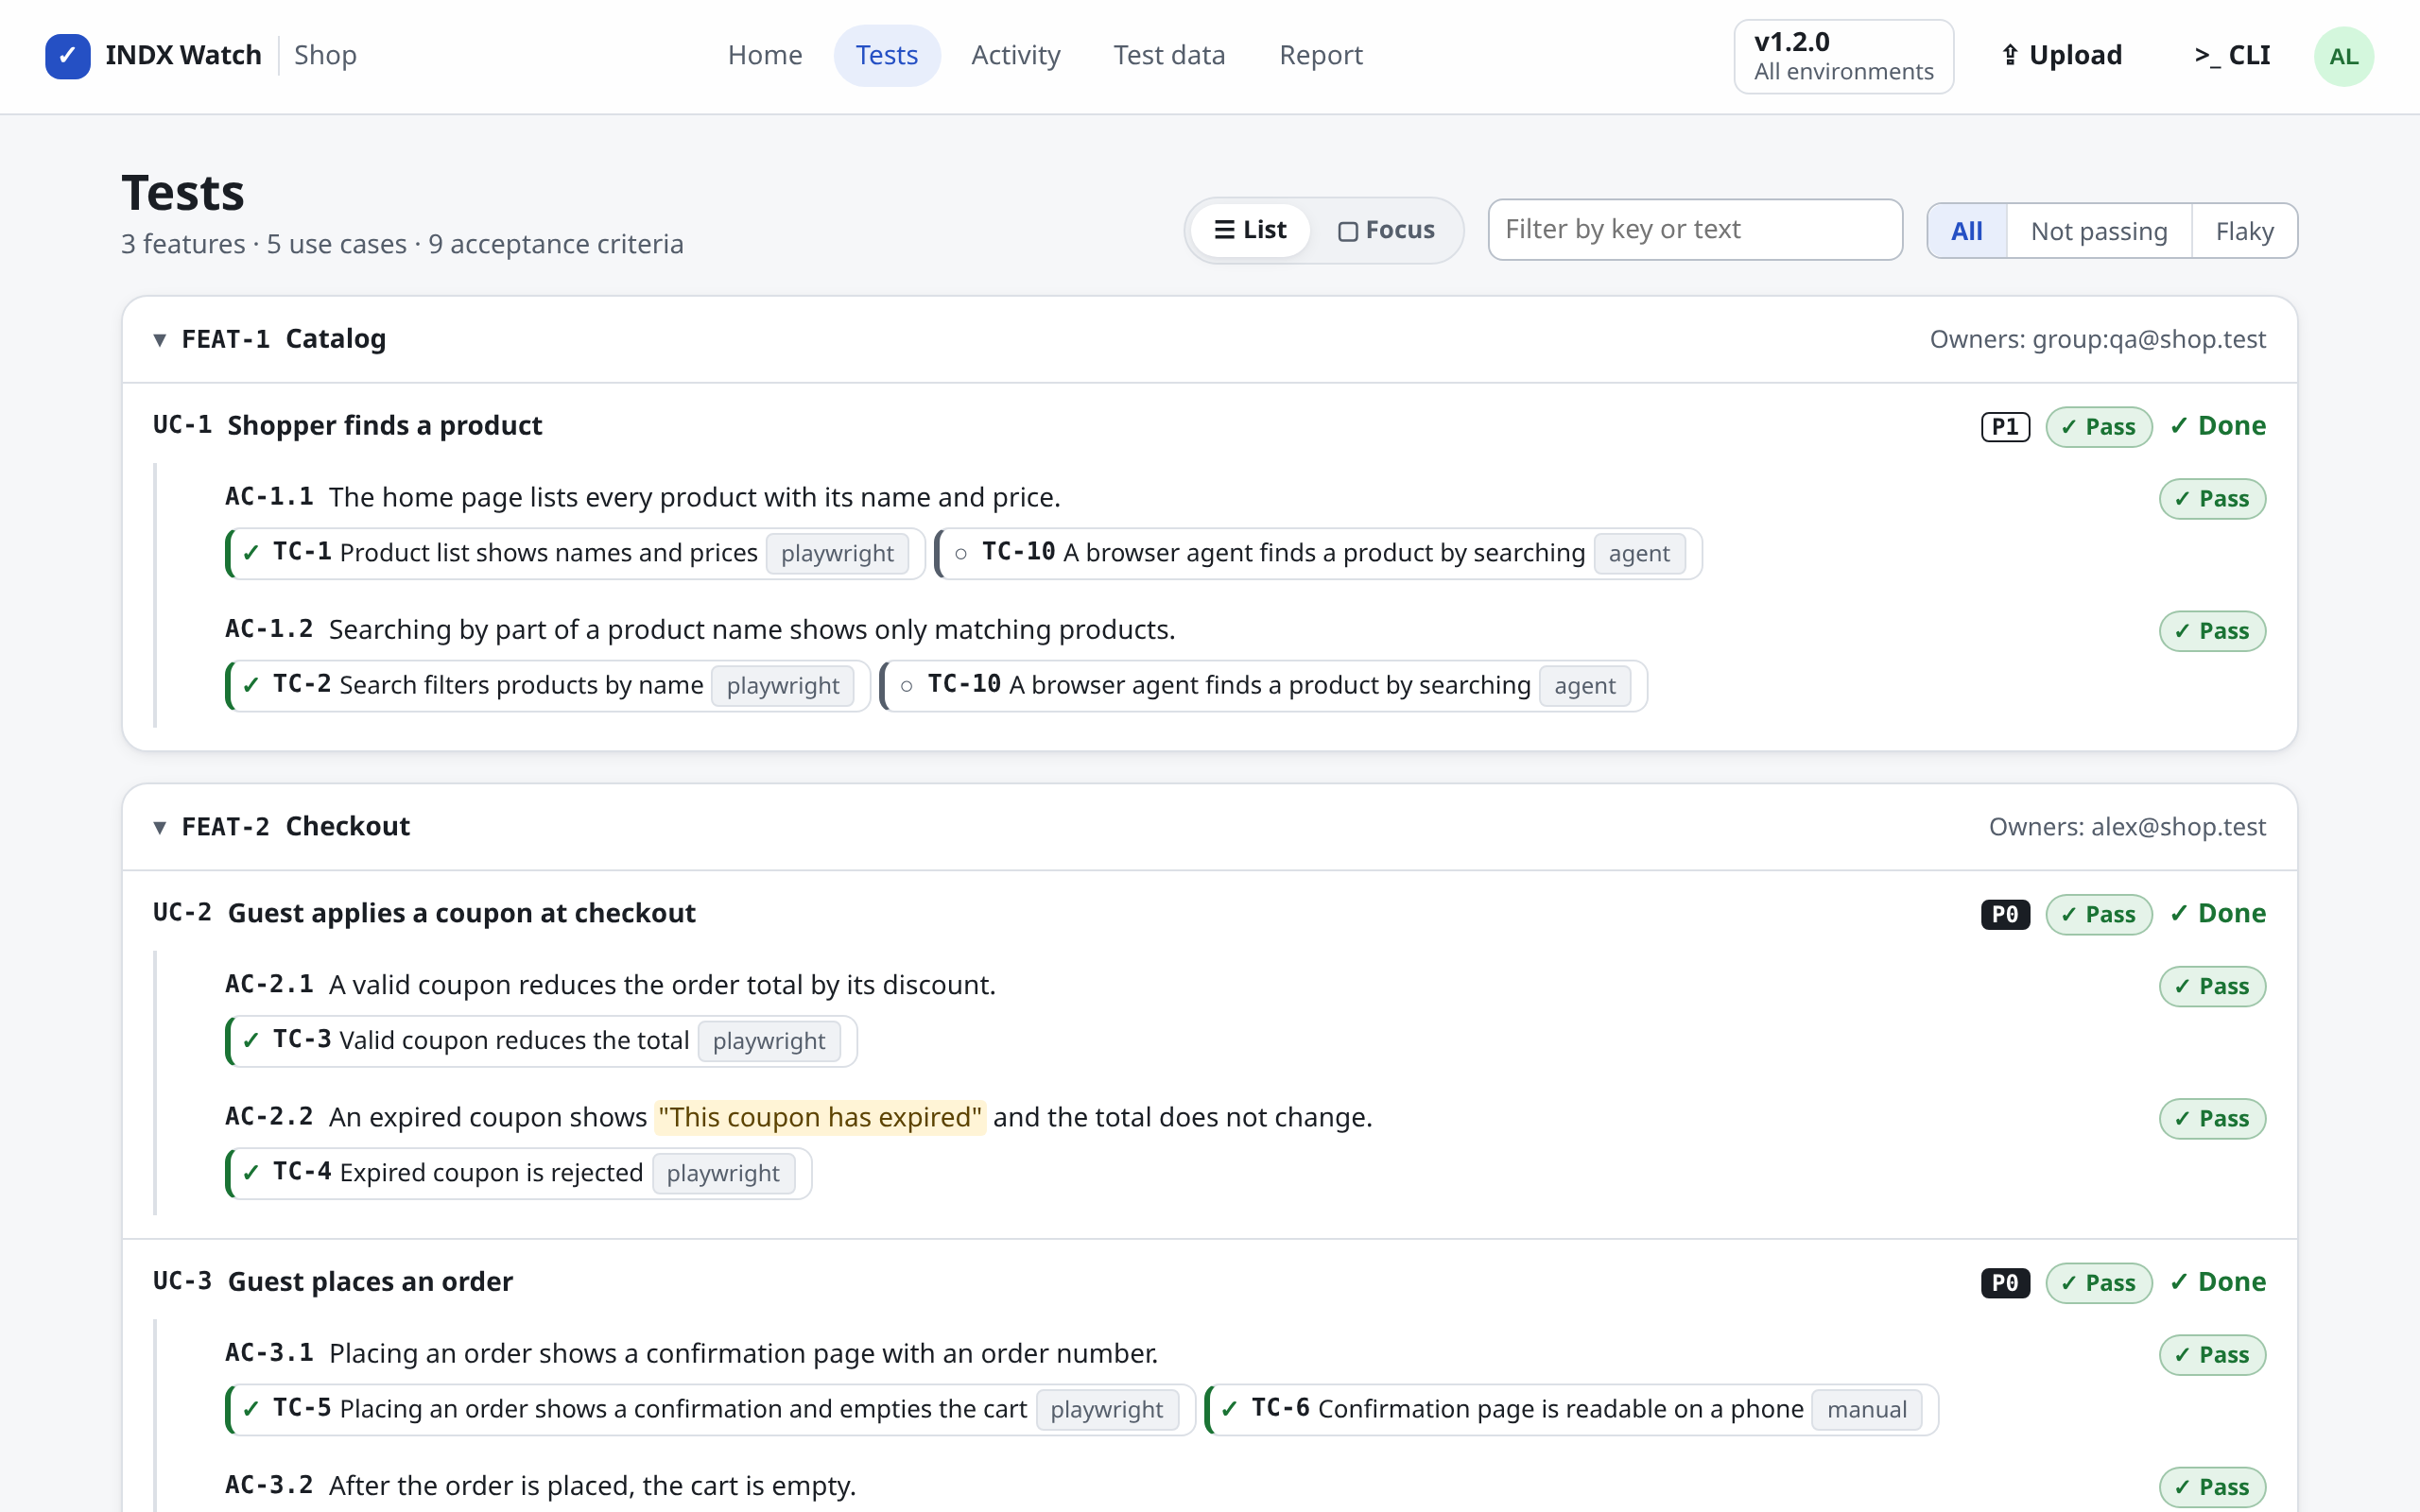 ✓ INDX Watch | Shop
Home Tests Activity Test data Report
v1.2.0
All environments
⇪ Upload
>_ CLI
AL
Tests
3 features · 5 use cases · 9 acceptance criteria
☰ List ▢ Focus
Filter by key or text
All Not passing Flaky
▼ FEAT-1 Catalog Owners: group:qa@shop.test
UC-1 Shopper finds a product P1 ✓ Pass ✓ Done
AC-1.1 The home page lists every product with its name and price. ✓ Pass
✓ TC-1 Product list shows names and prices playwright ○ TC-10 A browser agent finds a product by searching agent
AC-1.2 Searching by part of a product name shows only matching products. ✓ Pass
✓ TC-2 Search filters products by name playwright ○ TC-10 A browser agent finds a product by searching agent
▼ FEAT-2 Checkout Owners: alex@shop.test
UC-2 Guest applies a coupon at checkout P0 ✓ Pass ✓ Done
AC-2.1 A valid coupon reduces the order total by its discount. ✓ Pass
✓ TC-3 Valid coupon reduces the total playwright
AC-2.2 An expired coupon shows "This coupon has expired" and the total does not change. ✓ Pass
✓ TC-4 Expired coupon is rejected playwright
UC-3 Guest places an order P0 ✓ Pass ✓ Done
AC-3.1 Placing an order shows a confirmation page with an order number. ✓ Pass
✓ TC-5 Placing an order shows a confirmation and empties the cart playwright ✓ TC-6 Confirmation page is readable on a phone manual
AC-3.2 After the order is placed, the cart is empty. ✓ Pass